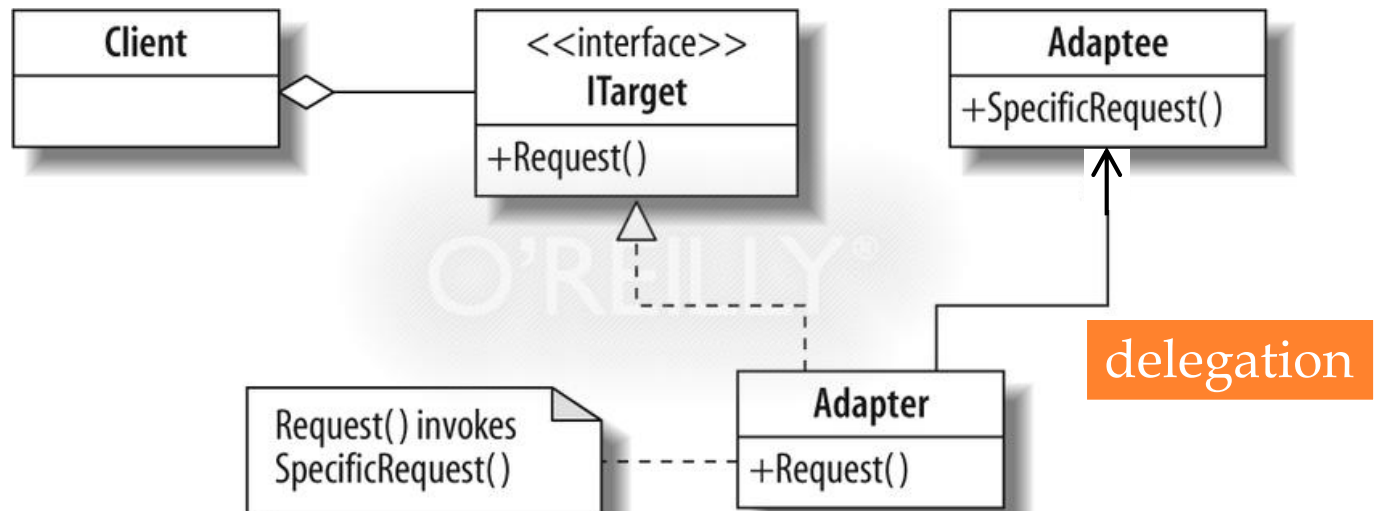 Client
<<interface>>
ITarget
+Request()
Adaptee
+SpecificRequest()
O'REILLY®
delegation
Adapter
+Request()
Request() invokes
SpecificRequest()